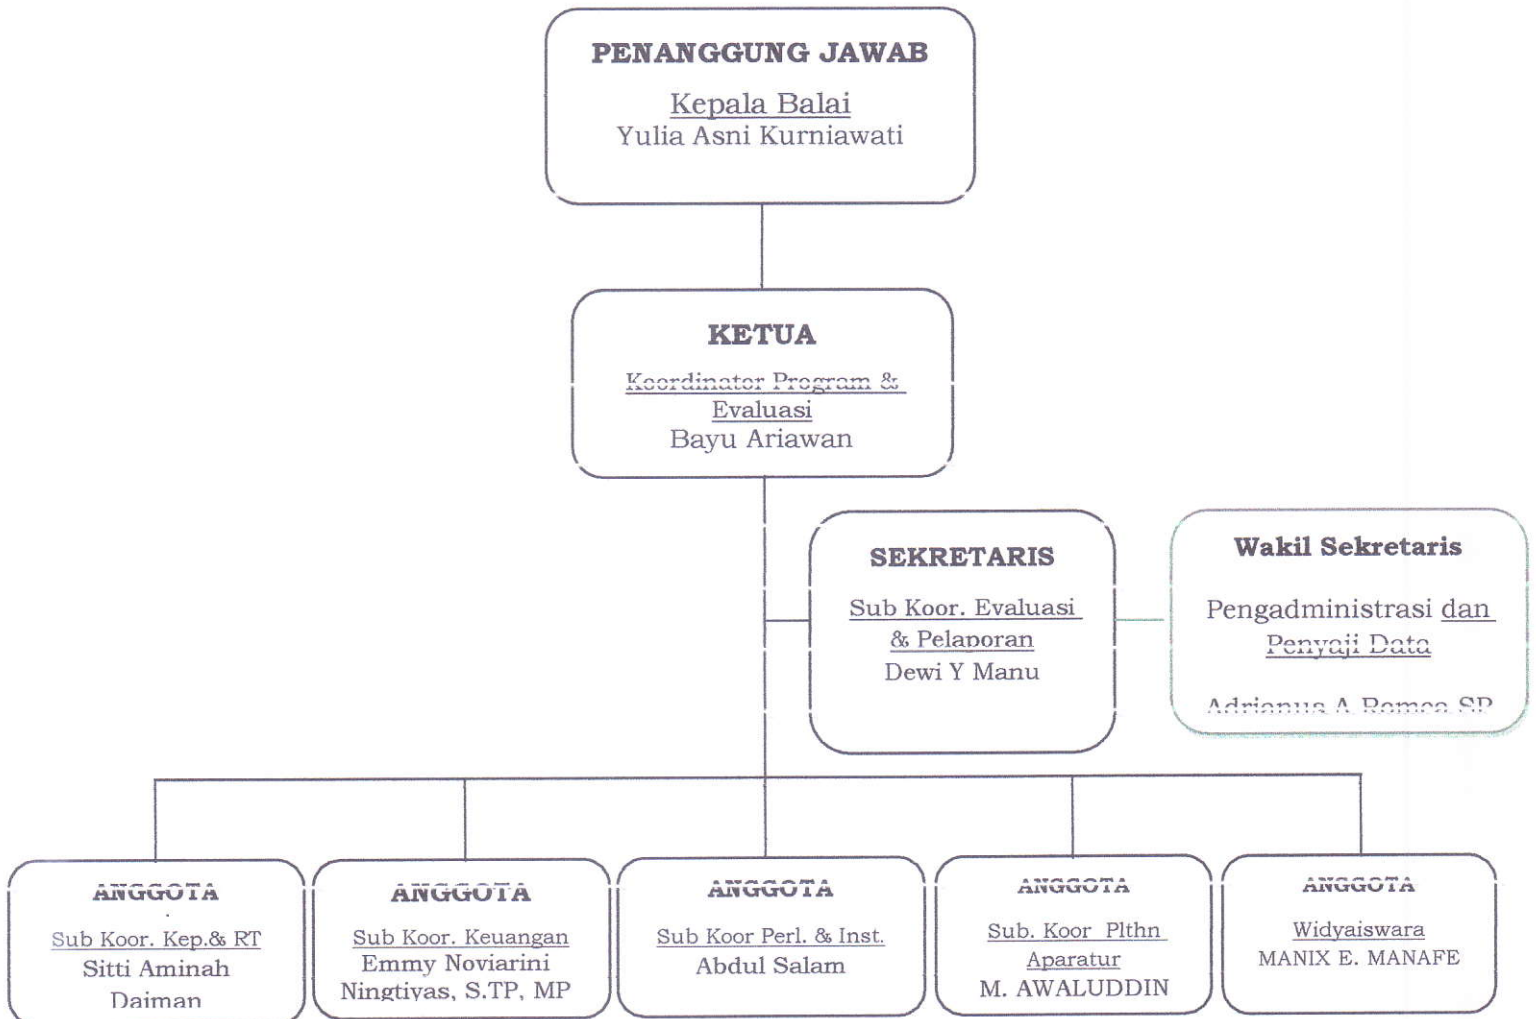 PENANGGUNG JAWAB
Kepala Balai
Yulia Asni Kurniawati
KETUA
Koordinator Program &
Evaluasi
Bayu Ariawan
SEKRETARIS
Sub Koor. Evaluasi
& Pelaporan
Dewi Y Manu
Wakil Sekretaris
Pengadministrasi dan
Penyaji Data
Adrianus A SP
ANGGOTA
Sub Koor. Kep.& RT
Sitti Aminah
Daiman
ANGGOTA
Sub Koor. Keuangan
Emmy Noviarini
Ningtiyas, S.TP, MP
ANGGOTA
Sub Koor Perl. & Inst.
Abdul Salam
ANGGOTA
Sub. Koor Plthn
Aparatur
M. AWALUDDIN
ANGGOTA
Widyaiswara
MANIX E. MANAFE